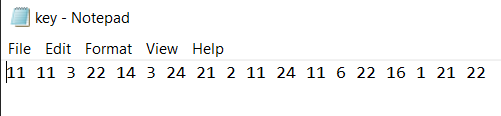 key - Notepad
File Edit Format View Help
11 11 3 22 14 3 24 21 2 11 24 11 6 22 16 1 21 22